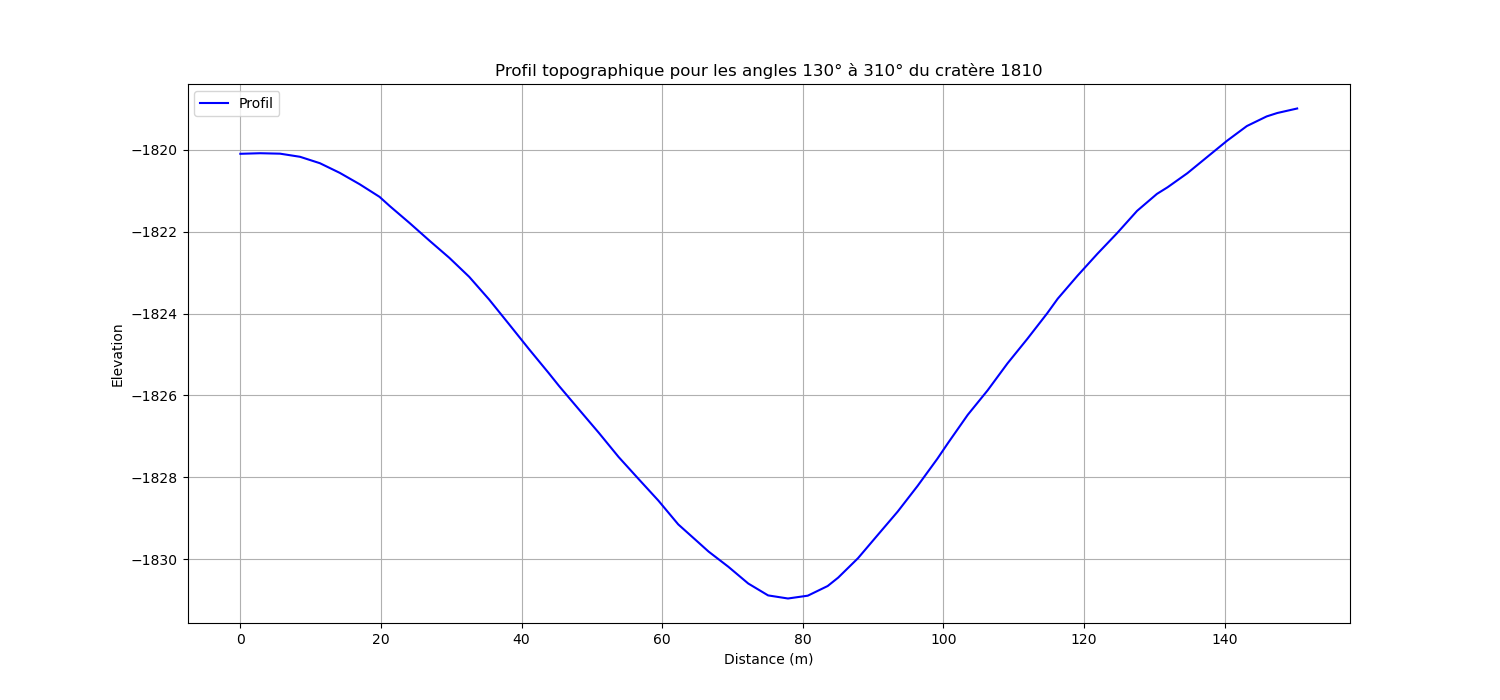 Profil topographique pour les angles 130° à 310° du cratère 1810
Profil
−1820
−1822
−1824
−1826
−1828
−1830
Elevation
0 20 40 60 80 100 120 140
Distance (m)